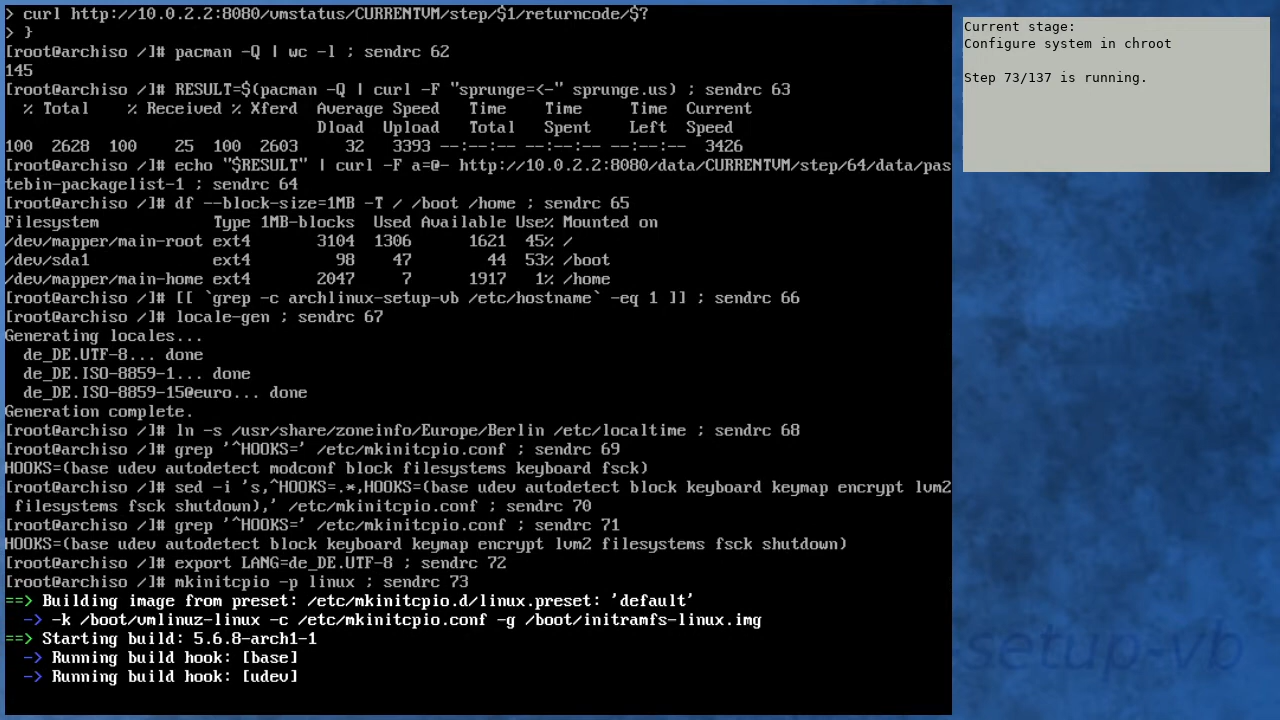 > curl http://10.0.2.2:8080/vmstatus/CURRENTVM/step/$1/returncode/$?
> }
[root@archiso /]# pacman -Q | wc -l ; sendrc 62
145
[root@archiso /]# RESULT=$(pacman -Q | curl -F "sprunge=<-" sprunge.us) ; sendrc 63
  % Total    % Received % Xferd  Average Speed   Time    Time     Time  Current
                                 Dload  Upload   Total   Spent    Left  Speed
100  2628  100    25  100  2603     32   3393 --:--:-- --:--:-- --:--:--  3426
[root@archiso /]# echo "$RESULT" | curl -F a=@- http://10.0.2.2:8080/data/CURRENTVM/step/64/data/pas
tebin-packagelist-1 ; sendrc 64
[root@archiso /]# df --block-size=1MB -T / /boot /home ; sendrc 65
Filesystem            Type 1MB-blocks  Used Available Use% Mounted on
/dev/mapper/main-root ext4       3104  1306      1621  45% /
/dev/sda1             ext4         98    47        44  53% /boot
/dev/mapper/main-home ext4       2047     7      1917   1% /home
[root@archiso /]# [[ `grep -c archlinux-setup-vb /etc/hostname` -eq 1 ]] ; sendrc 66
[root@archiso /]# locale-gen ; sendrc 67
Generating locales...
  de_DE.UTF-8... done
  de_DE.ISO-8859-1... done
  de_DE.ISO-8859-15@euro... done
Generation complete.
[root@archiso /]# ln -s /usr/share/zoneinfo/Europe/Berlin /etc/localtime ; sendrc 68
[root@archiso /]# grep '^HOOKS=' /etc/mkinitcpio.conf ; sendrc 69
HOOKS=(base udev autodetect modconf block filesystems keyboard fsck)
[root@archiso /]# sed -i 's,^HOOKS=.*,HOOKS=(base udev autodetect block keyboard keymap encrypt lvm2
 filesystems fsck shutdown),' /etc/mkinitcpio.conf ; sendrc 70
[root@archiso /]# grep '^HOOKS=' /etc/mkinitcpio.conf ; sendrc 71
HOOKS=(base udev autodetect block keyboard keymap encrypt lvm2 filesystems fsck shutdown)
[root@archiso /]# export LANG=de_DE.UTF-8 ; sendrc 72
[root@archiso /]# mkinitcpio -p linux ; sendrc 73
==> Building image from preset: /etc/mkinitcpio.d/linux.preset: 'default'
  -> -k /boot/vmlinuz-linux -c /etc/mkinitcpio.conf -g /boot/initramfs-linux.img
==> Starting build: 5.6.8-arch1-1
  -> Running build hook: [base]
  -> Running build hook: [udev]
Current stage:
Configure system in chroot
Step 73/137 is running.
setup-vb